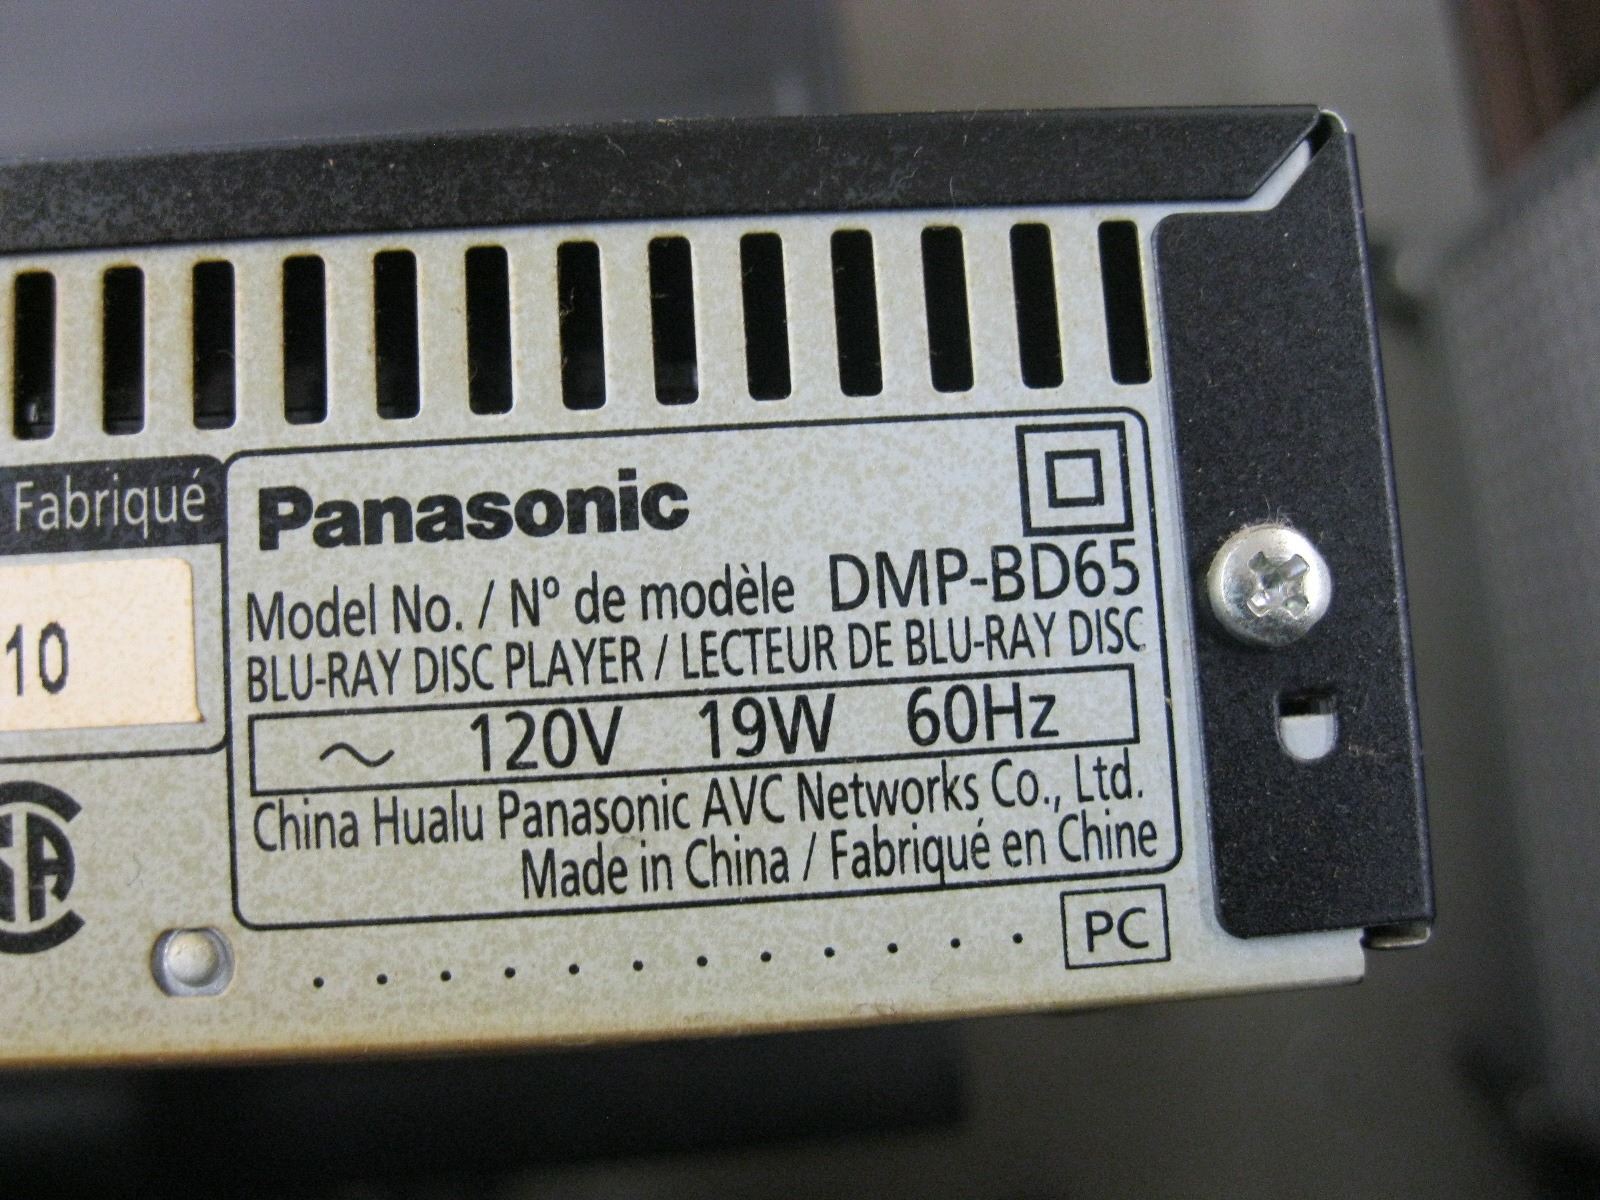 Fabriqué
10
Panasonic
Model No. / N° de modèle DMP-BD65
BLU-RAY DISC PLAYER / LECTEUR DE BLU-RAY DISC
~ 120V 19W 60Hz
China Hualu Panasonic AVC Networks Co., Ltd.
Made in China / Fabriqué en Chine
SA
. . . . . . . . . . . . PC